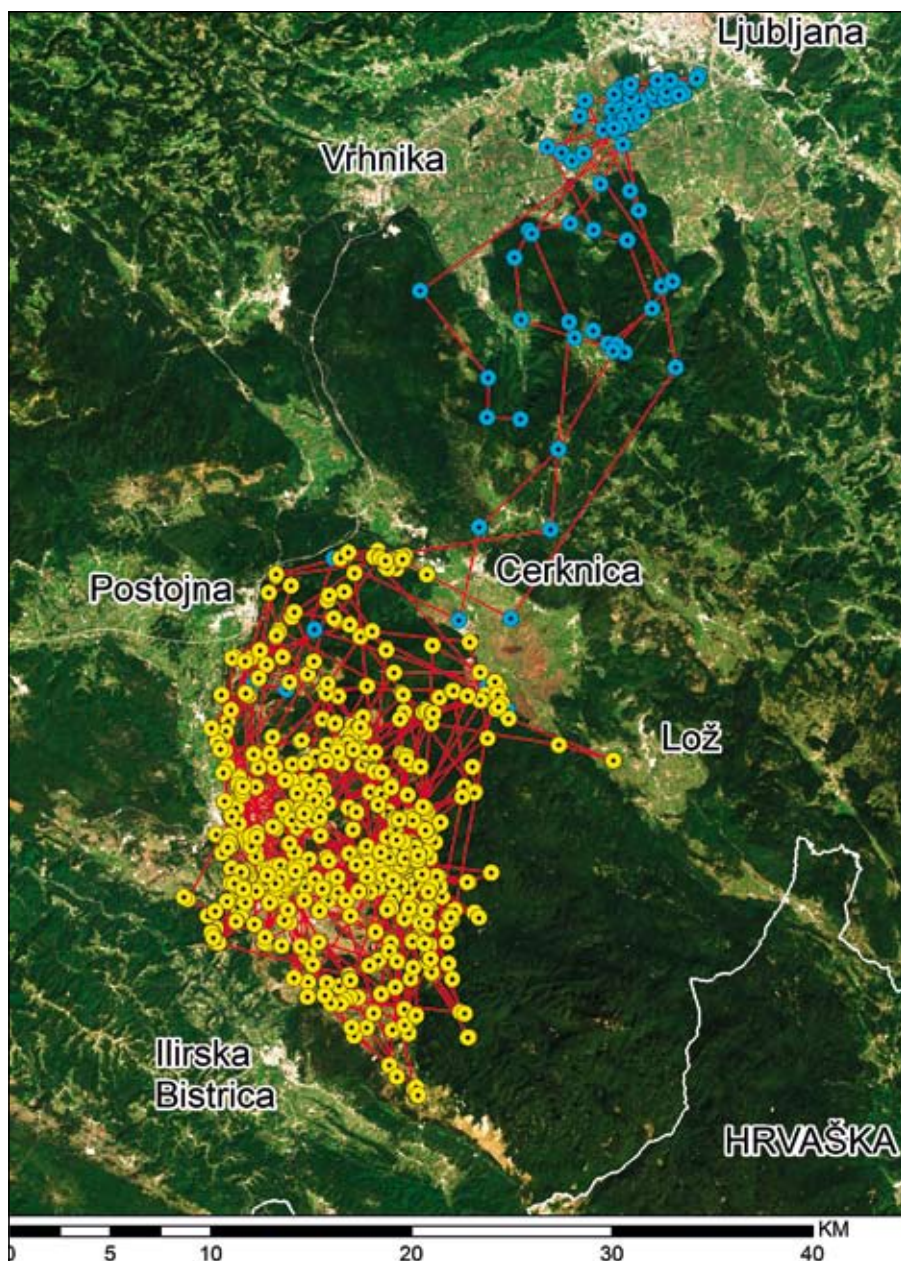 Ljubljana
Vrhnika
Cerknica
Postojna
Lož
Ilirska
Bistrica
HRVAŠKA
KM
0 5 10 20 30 40